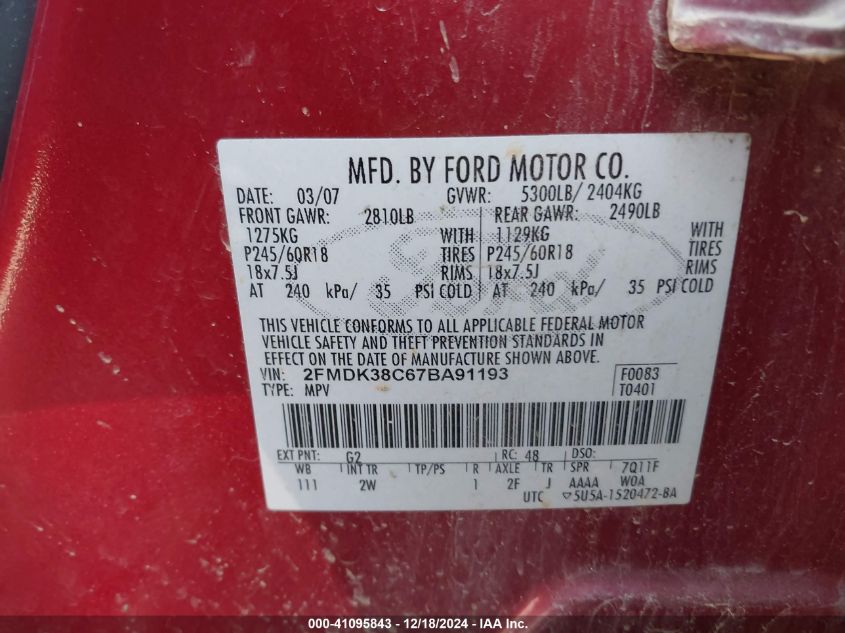 MFD. BY FORD MOTOR CO.
DATE: 03/07 GVWR: 5300LB/ 2404KG
FRONT GAWR: 2810LB REAR GAWR: 2490LB
1275KG WITH 1129KG WITH
P245/60R18 TIRES P245/60R18 TIRES
18x7.5J RIMS 18x7.5J RIMS
AT 240 kPa/ 35 PSI COLD AT 240 kPa/ 35 PSI COLD
THIS VEHICLE CONFORMS TO ALL APPLICABLE FEDERAL MOTOR
VEHICLE SAFETY AND THEFT PREVENTION STANDARDS IN
EFFECT ON THE DATE OF MANUFACTURE SHOWN ABOVE.
VIN: 2FMDK38C67BA91193 F0083
TYPE: MPV T0401
EXT PNT: G2 RC: 48 DSO:
WB INT TR TP/PS R AXLE TR SPR 7Q11F
111 2W 1 2F J AAAA W0A
UTC ▽5U5A-1520472-BA
000-41095843 - 12/18/2024 - IAA Inc.